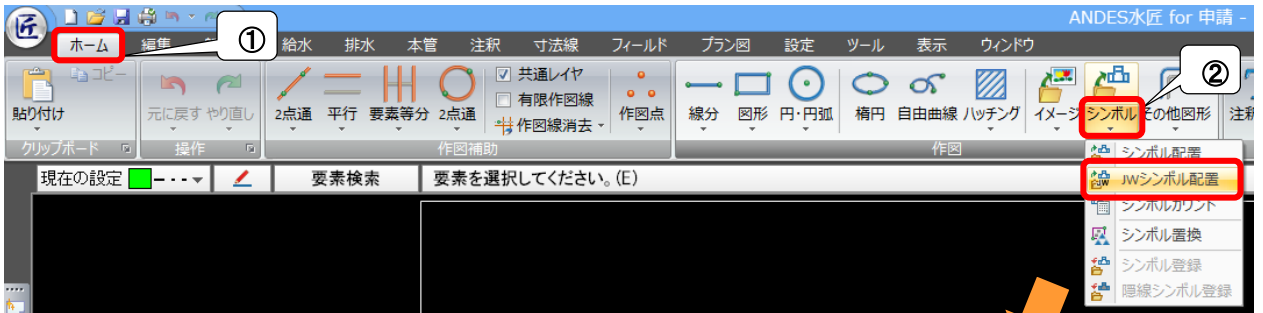 匠
ANDES水匠 for 申請 -
ホーム 編集 給水 排水 本管 注釈 寸法線 フィールド プラン図 設定 ツール 表示 ウィンドウ
①
②
コピー
共通レイヤ
有限作図線
貼り付け 元に戻す やり直し 2点通 平行 要素等分 2点通 作図線消去 作図点 線分 図形 円・円弧 楕円 自由曲線 ハッチング イメージ シンボル その他図形
クリップボード 操作 作図補助 作図
現在の設定 要素検索 要素を選択してください。(E)
シンボル配置
JWシンボル配置
シンボルカウント
シンボル置換
シンボル登録
隠線シンボル登録